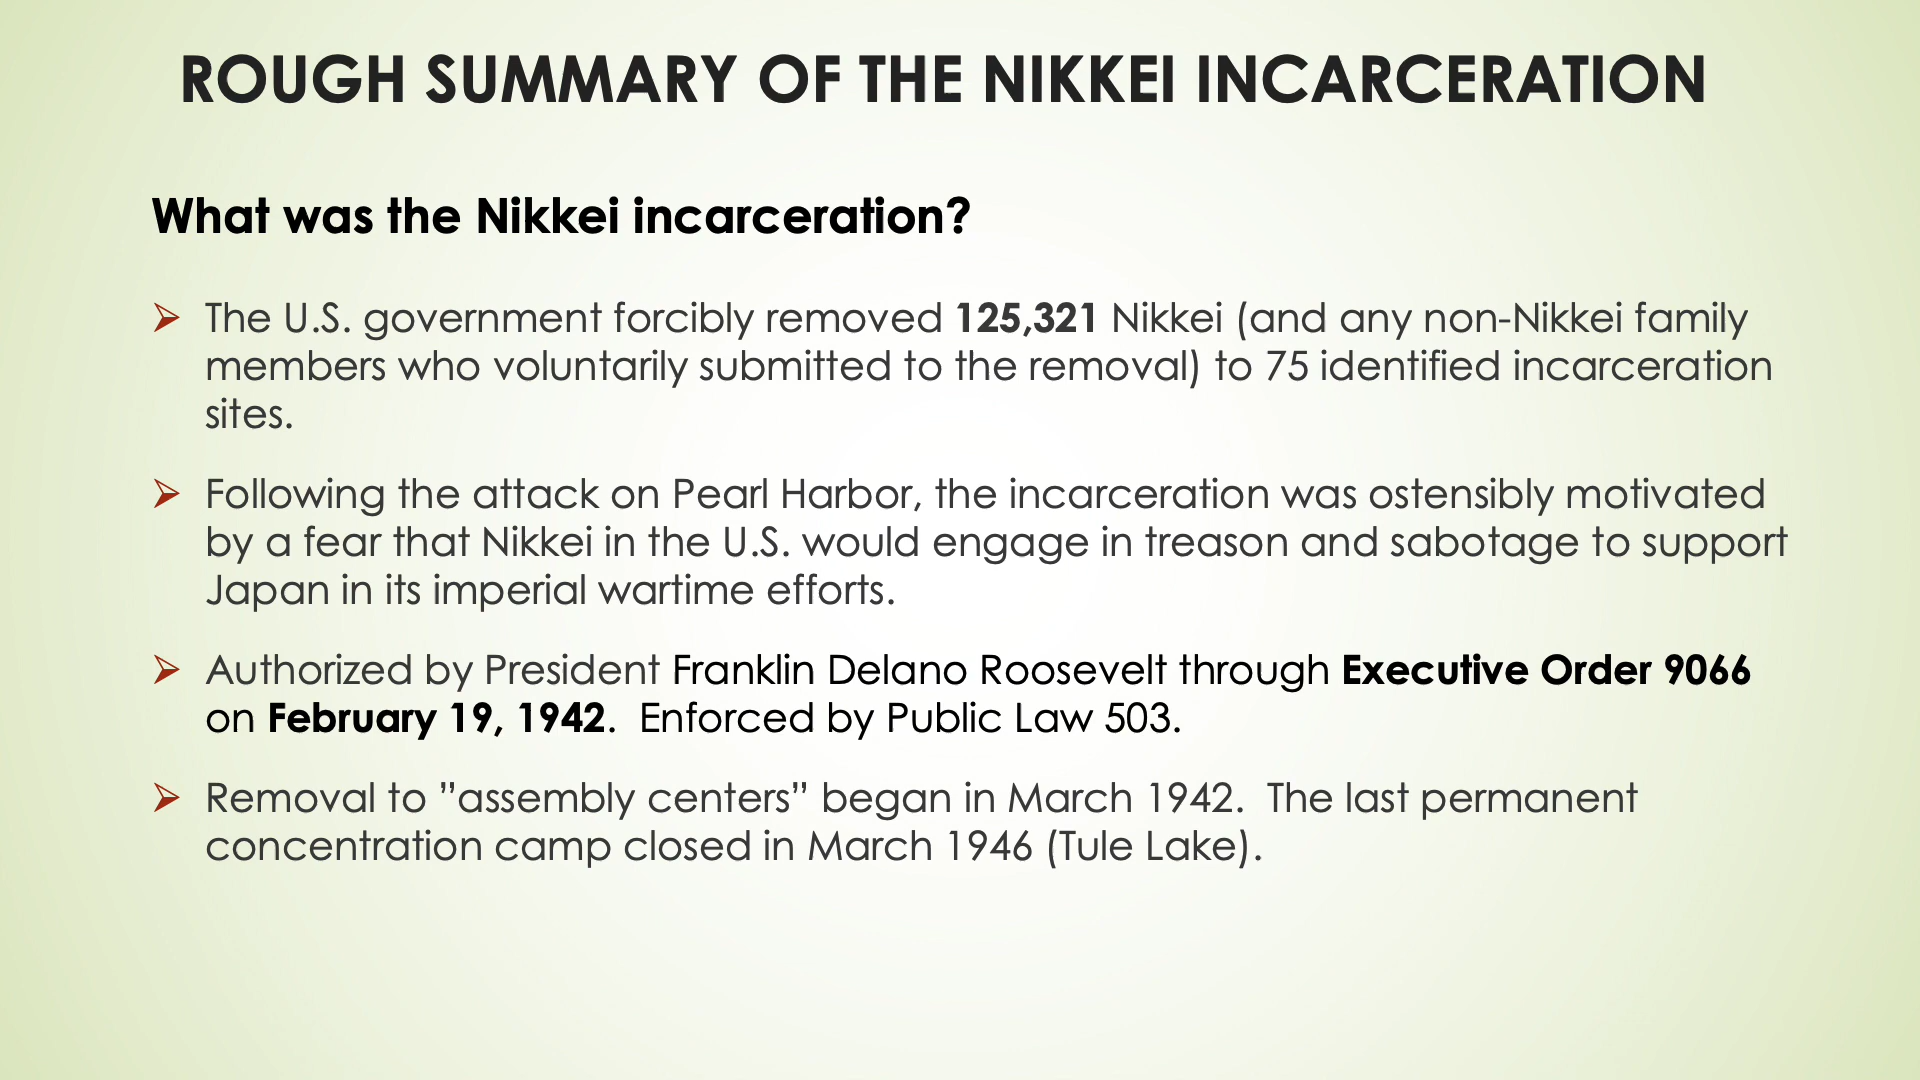 ROUGH SUMMARY OF THE NIKKEI INCARCERATION
What was the Nikkei incarceration?
The U.S. government forcibly removed 125,321 Nikkei (and any non-Nikkei family
members who voluntarily submitted to the removal) to 75 identified incarceration
sites.
Following the attack on Pearl Harbor, the incarceration was ostensibly motivated
by a fear that Nikkei in the U.S. would engage in treason and sabotage to support
Japan in its imperial wartime efforts.
Authorized by President Franklin Delano Roosevelt through Executive Order 9066
on February 19, 1942.  Enforced by Public Law 503.
Removal to ”assembly centers” began in March 1942.  The last permanent
concentration camp closed in March 1946 (Tule Lake).